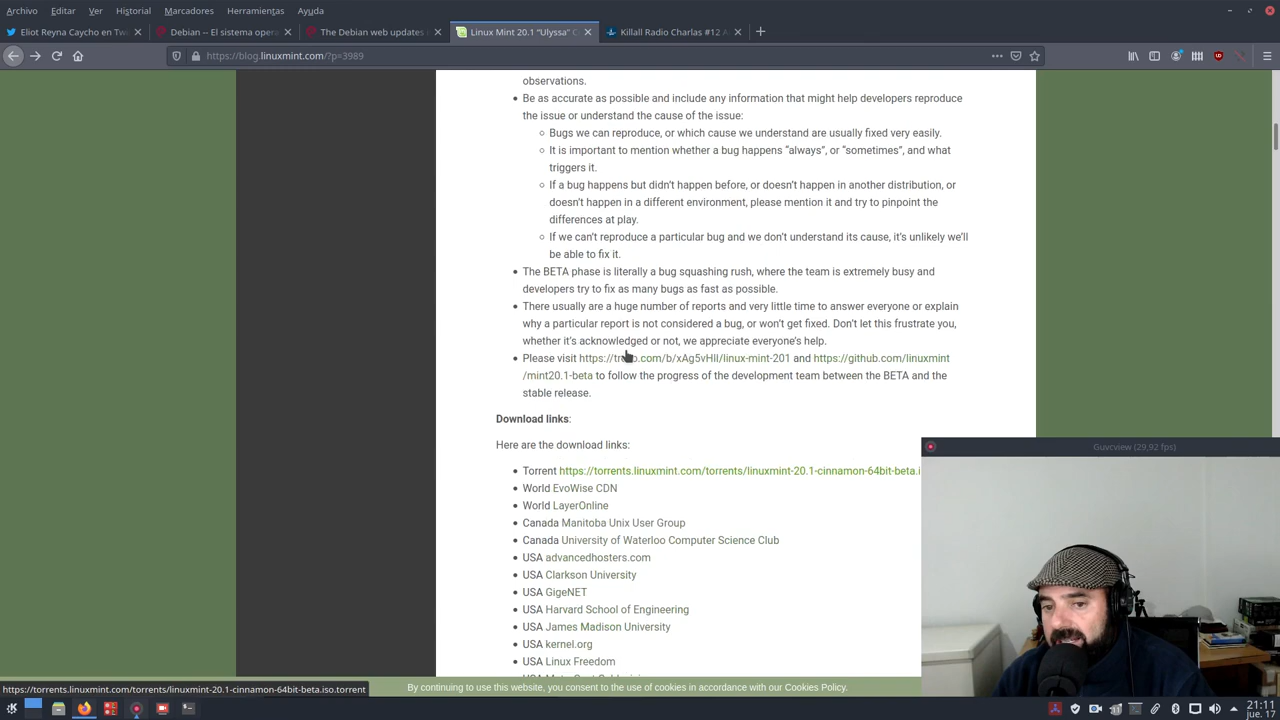 Archivo Editar Ver Historial Marcadores Herramientas Ayuda
Eliot Reyna Caycho en Tw
Debian -- El sistema opera
The Debian web updates
Linux Mint 20.1 "Ulyssa"
Killall Radio Charlas #12
https://blog.linuxmint.com/?p=3989
observations.
Be as accurate as possible and include any information that might help developers reproduce
the issue or understand the cause of the issue:
Bugs we can reproduce, or which cause we understand are usually fixed very easily.
It is important to mention whether a bug happens “always”, or “sometimes”, and what
triggers it.
If a bug happens but didn’t happen before, or doesn’t happen in another distribution, or
doesn’t happen in a different environment, please mention it and try to pinpoint the
differences at play.
If we can’t reproduce a particular bug and we don’t understand its cause, it’s unlikely we’ll
be able to fix it.
The BETA phase is literally a bug squashing rush, where the team is extremely busy and
developers try to fix as many bugs as fast as possible.
There usually are a huge number of reports and very little time to answer everyone or explain
why a particular report is not considered a bug, or won’t get fixed. Don’t let this frustrate you,
whether it’s acknowledged or not, we appreciate everyone’s help.
Please visit and https://github.com/linuxmint
/mint20.1-beta to follow the progress of the development team between the BETA and the
stable release.
Download links:
Here are the download links:
Torrent https://torrents.linuxmint.com/torrents/linuxmint-20.1-cinnamon-64bit-beta.i
World EvoWise CDN
World LayerOnline
Canada Manitoba Unix User Group
Canada University of Waterloo Computer Science Club
USA advancedhosters.com
USA Clarkson University
USA GigeNET
USA Harvard School of Engineering
USA James Madison University
USA kernel.org
USA Linux Freedom
Guvcview (29,92 fps)
https://torrents.linuxmint.com/torrents/linuxmint-20.1-cinnamon-64bit-beta.iso.torrent
By continuing to use this website, you consent to the use of cookies in accordance with our Cookies Policy.
21:11
jue. 17